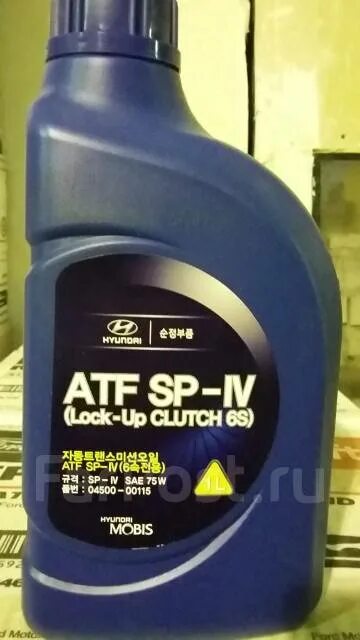 HYUNDAI
순정부품
ATF SP-IV
(Lock-Up CLUTCH 6S)
자동트랜스미션오일
ATF SP-IV(6속전용)
규격 : SP-IV SAE 75W
품번 : 04500-00115
1L
HYUNDAI
MOBIS
Farpost.ru